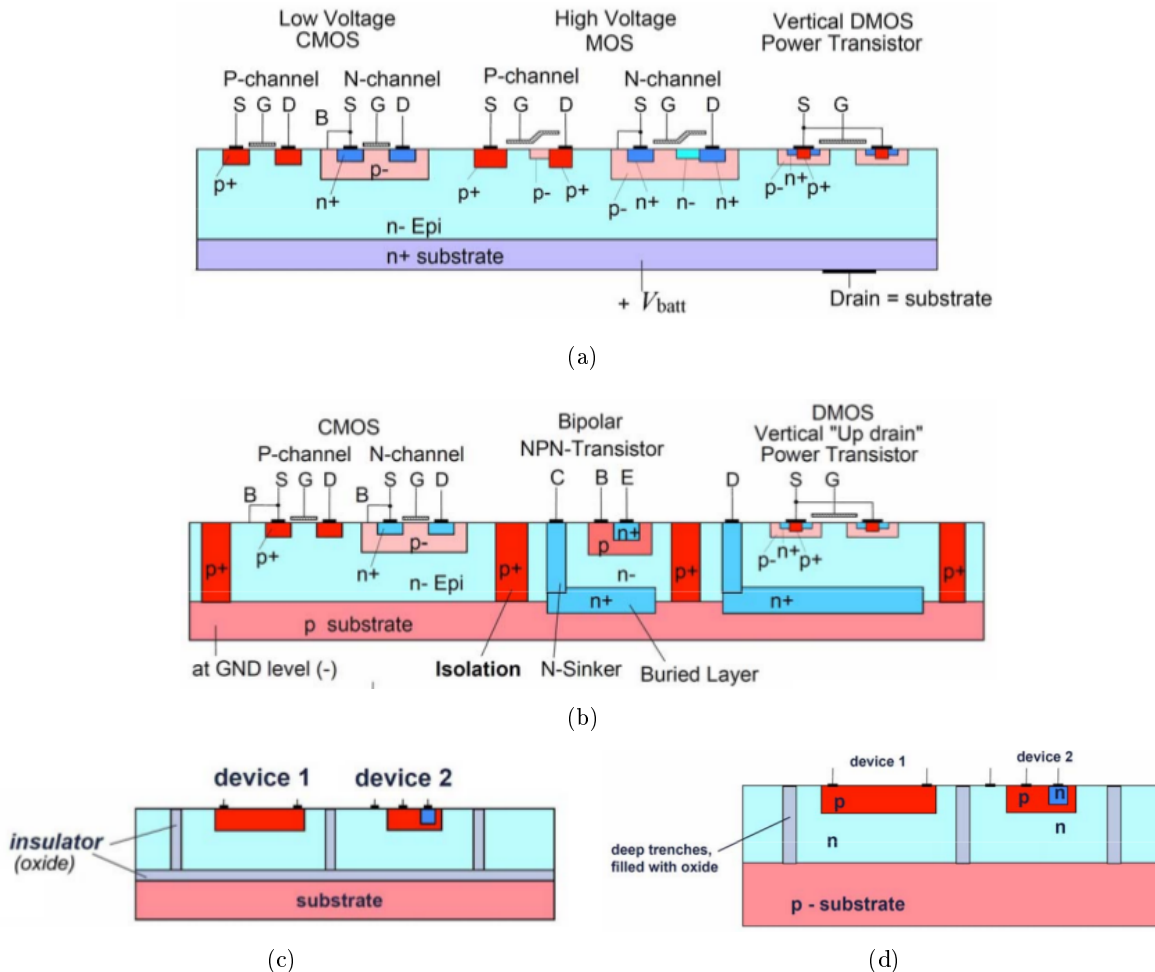 Low Voltage
CMOS
High Voltage
MOS
Vertical DMOS
Power Transistor
P-channel
N-channel
P-channel
N-channel
S G D
B
S G D
S G D
S G D
S G
p+
n+
p-
p+
p-
p+
p-
n+
n-
n+
p-
n+
p+
n- Epi
n+ substrate
+ Vbatt
Drain = substrate
(a)
CMOS
P-channel
N-channel
Bipolar
NPN-Transistor
DMOS
Vertical "Up drain"
Power Transistor
B
S G D
B
S G D
C B E
D
S G
p+
p+
n+
p-
p+
p
n+
p+
p-
n+
p+
p+
n- Epi
n-
n+
n+
p substrate
at GND level (-)
Isolation
N-Sinker
Buried Layer
(b)
device 1
device 2
insulator
(oxide)
substrate
(c)
device 1
device 2
p
p
n
n
n
deep trenches,
filled with oxide
p - substrate
(d)